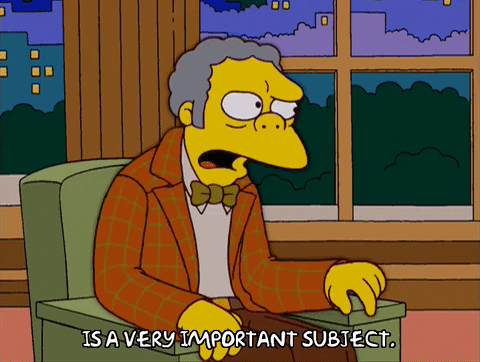 IS A VERY IMPORTANT SUBJECT.